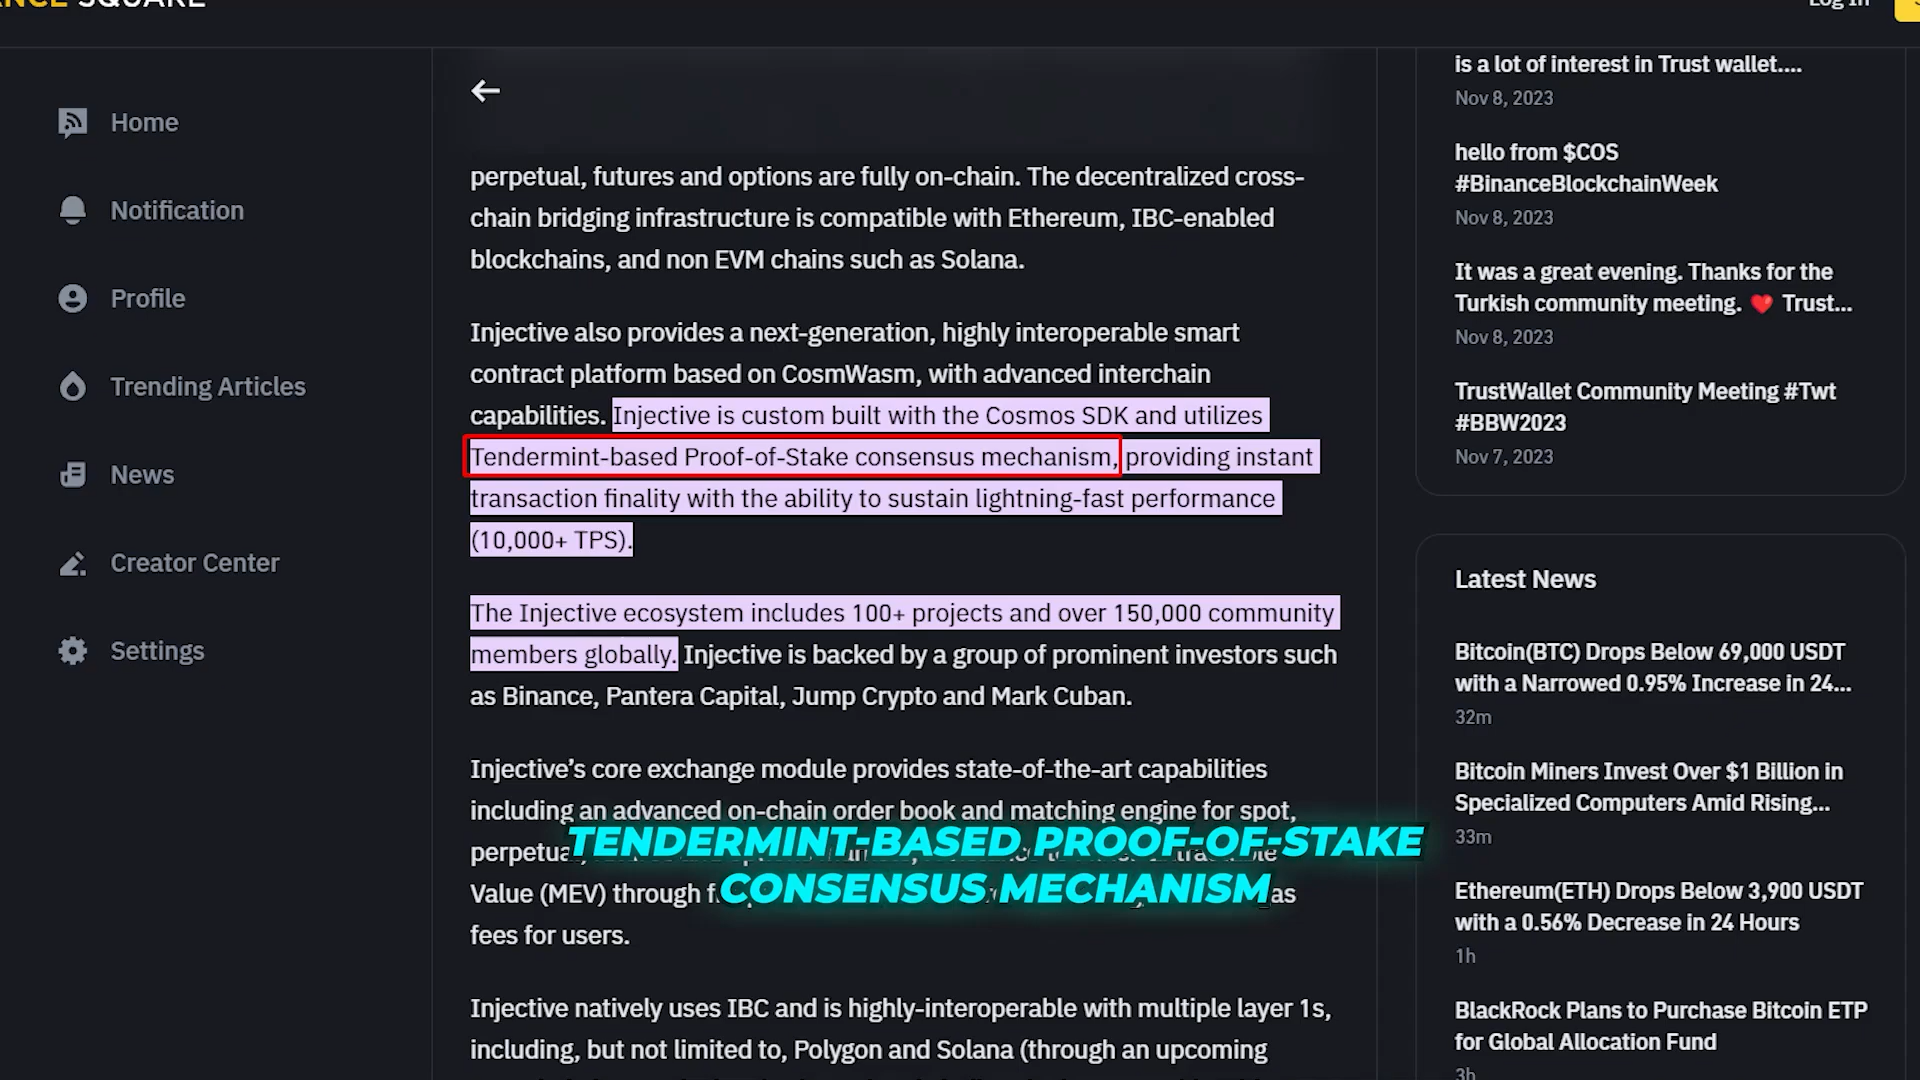 SQUARE
Log In
Home
Notification
Profile
Trending Articles
News
Creator Center
Settings
perpetual, futures and options are fully on-chain. The decentralized cross-
chain bridging infrastructure is compatible with Ethereum, IBC-enabled
blockchains, and non EVM chains such as Solana.
Injective also provides a next-generation, highly interoperable smart
contract platform based on CosmWasm, with advanced interchain
capabilities. Injective is custom built with the Cosmos SDK and utilizes
Tendermint-based Proof-of-Stake consensus mechanism, providing instant
transaction finality with the ability to sustain lightning-fast performance
(10,000+ TPS).
The Injective ecosystem includes 100+ projects and over 150,000 community
members globally. Injective is backed by a group of prominent investors such
as Binance, Pantera Capital, Jump Crypto and Mark Cuban.
Injective's core exchange module provides state-of-the-art capabilities
including an advanced on-chain order book and matching engine for spot,
Value (MEV) through
as
fees for users.
TENDERMINT-BASED PROOF-OF-STAKE
CONSENSUS MECHANISM
Injective natively uses IBC and is highly-interoperable with multiple layer 1s,
including, but not limited to, Polygon and Solana (through an upcoming
is a lot of interest in Trust wallet....
Nov 8, 2023
hello from $COS
#BinanceBlockchainWeek
Nov 8, 2023
It was a great evening. Thanks for the
Turkish community meeting. ❤️ Trust...
Nov 8, 2023
TrustWallet Community Meeting #Twt
#BBW2023
Nov 7, 2023
Latest News
Bitcoin(BTC) Drops Below 69,000 USDT
with a Narrowed 0.95% Increase in 24...
32m
Bitcoin Miners Invest Over $1 Billion in
Specialized Computers Amid Rising...
33m
Ethereum(ETH) Drops Below 3,900 USDT
with a 0.56% Decrease in 24 Hours
1h
BlackRock Plans to Purchase Bitcoin ETP
for Global Allocation Fund
3h